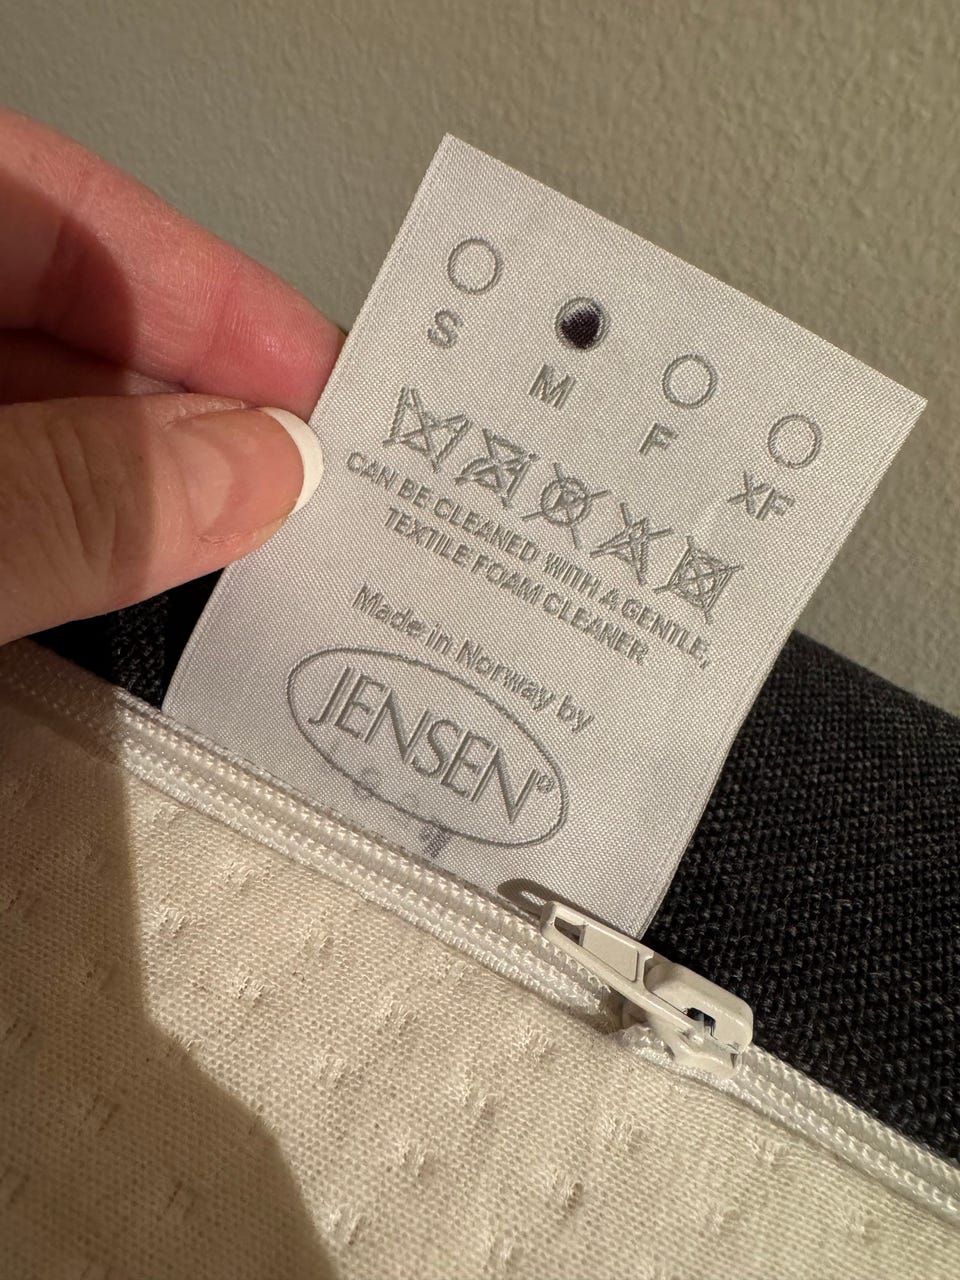 S M F XF
CAN BE CLEANED WITH A GENTLE,
TEXTILE FOAM CLEANER
Made in Norway by
JENSEN®